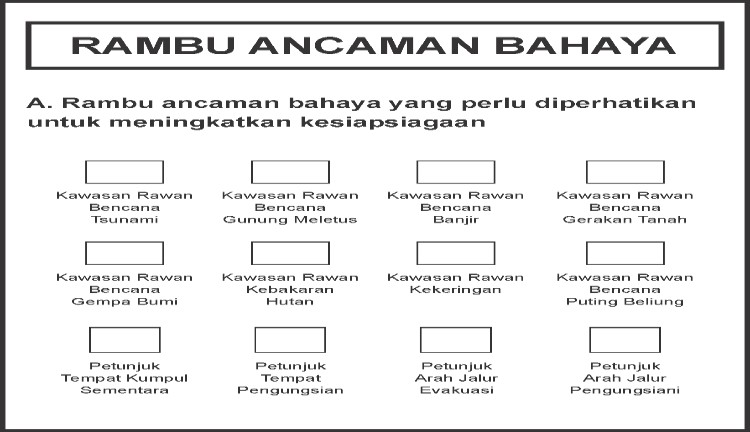 RAMBU ANCAMAN BAHAYA
A. Rambu ancaman bahaya yang perlu diperhatikan
untuk meningkatkan kesiapsiagaan
Kawasan Rawan
Bencana
Tsunami
Kawasan Rawan
Bencana
Gunung Meletus
Kawasan Rawan
Bencana
Banjir
Kawasan Rawan
Bencana
Gerakan Tanah
Kawasan Rawan
Bencana
Gempa Bumi
Kawasan Rawan
Kebakaran
Hutan
Kawasan Rawan
Kekeringan
Kawasan Rawan
Bencana
Puting Beliung
Petunjuk
Tempat Kumpul
Sementara
Petunjuk
Tempat
Pengungsian
Petunjuk
Arah Jalur
Evakuasi
Petunjuk
Arah Jalur
Pengungsiani